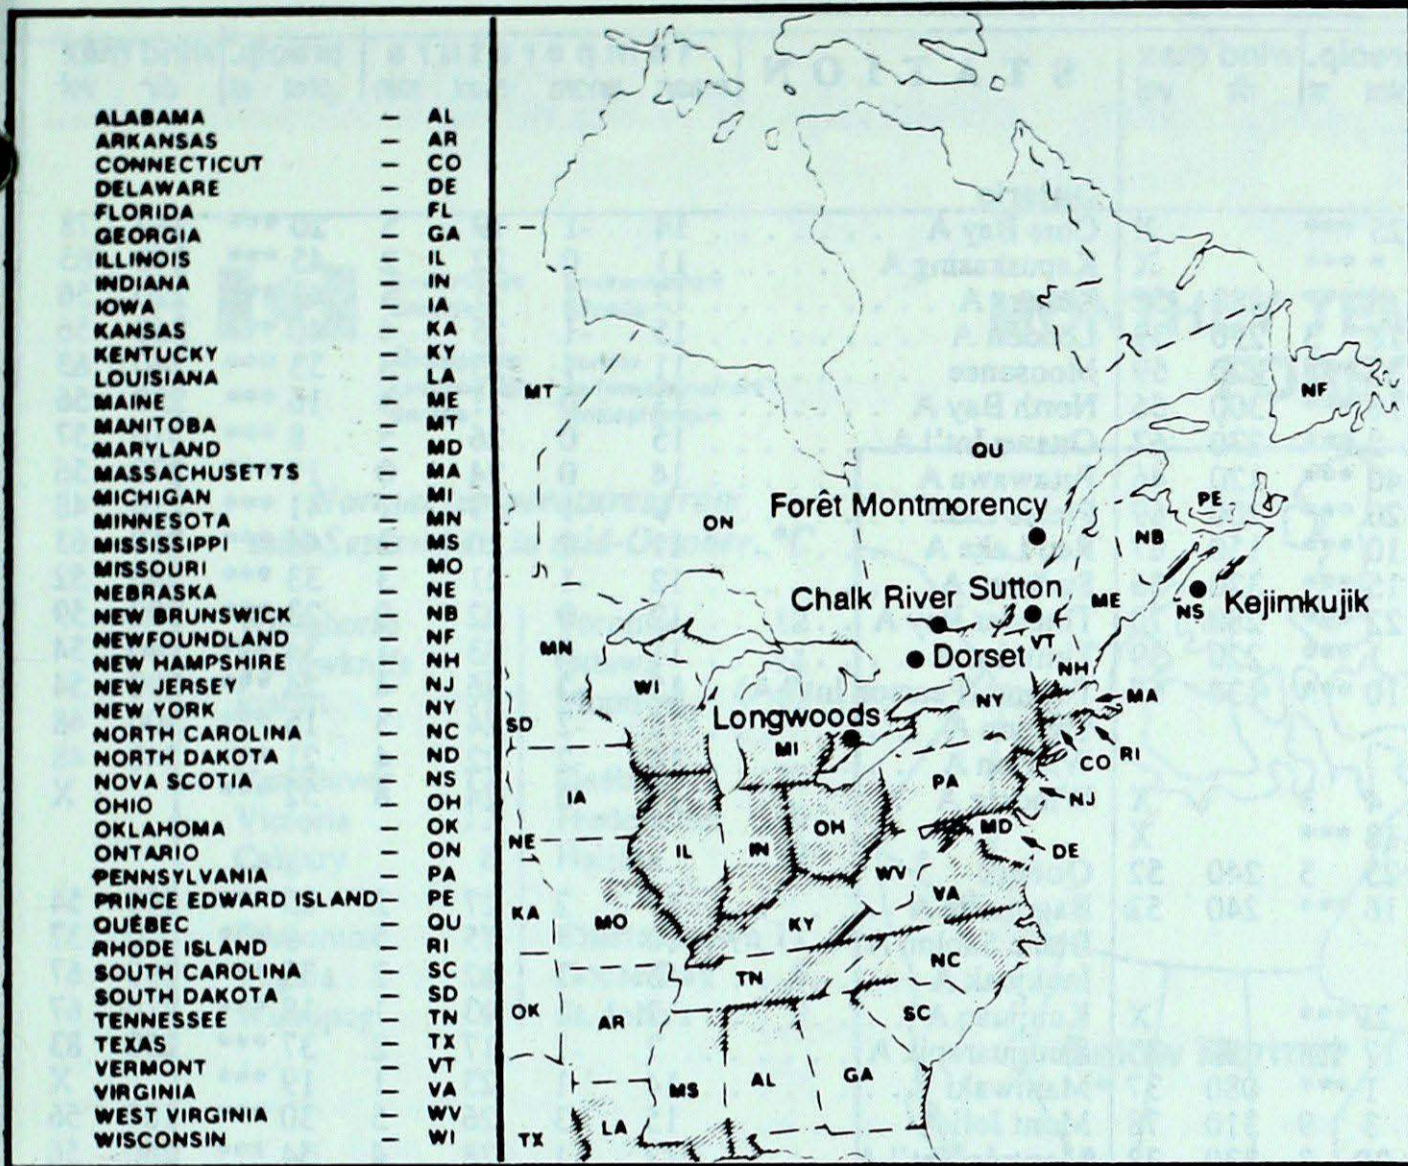 ALABAMA – AL
ARKANSAS – AR
CONNECTICUT – CO
DELAWARE – DE
FLORIDA – FL
GEORGIA – GA
ILLINOIS – IL
INDIANA – IN
IOWA – IA
KANSAS – KA
KENTUCKY – KY
LOUISIANA – LA
MAINE – ME
MANITOBA – MT
MARYLAND – MD
MASSACHUSETTS – MA
MICHIGAN – MI
MINNESOTA – MN
MISSISSIPPI – MS
MISSOURI – MO
NEBRASKA – NE
NEW BRUNSWICK – NB
NEWFOUNDLAND – NF
NEW HAMPSHIRE – NH
NEW JERSEY – NJ
NEW YORK – NY
NORTH CAROLINA – NC
NORTH DAKOTA – ND
NOVA SCOTIA – NS
OHIO – OH
OKLAHOMA – OK
ONTARIO – ON
PENNSYLVANIA – PA
PRINCE EDWARD ISLAND – PE
QUÉBEC – QU
RHODE ISLAND – RI
SOUTH CAROLINA – SC
SOUTH DAKOTA – SD
TENNESSEE – TN
TEXAS – TX
VERMONT – VT
VIRGINIA – VA
WEST VIRGINIA – WV
WISCONSIN – WI
MT
NF
QU
Forêt Montmorency
PE
ON
NB
Chalk River
Sutton
ME
NS
Kejimkujik
VT
MN
Dorset
NH
WI
NY
MA
Longwoods
SD
MI
RI
CO
IA
PA
NJ
OH
MD
NE
IL
IN
DE
WV
VA
KA
MO
KY
NC
TN
OK
AR
SC
MS
AL
GA
LA
TX